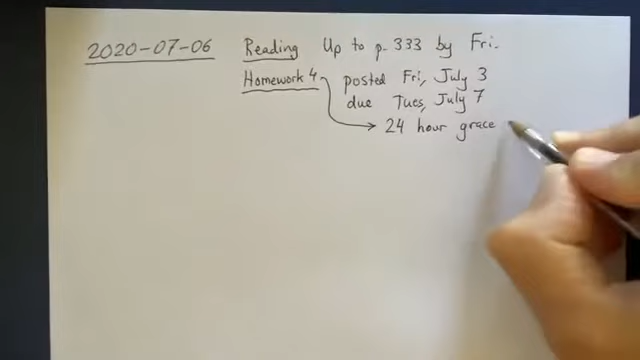 2020-07-06 Reading Up to p. 333 by Fri.
Homework 4 posted Fri, July 3
due Tues, July 7
24 hour grace